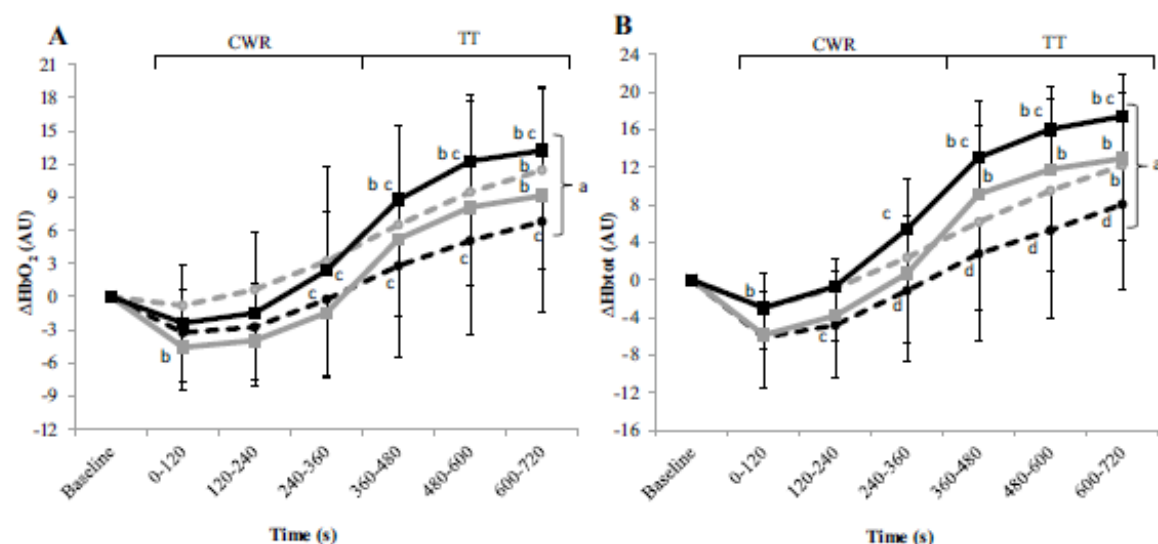 A
CWR
TT
21
18
15
12
9
6
3
0
-3
-6
-9
-12
ΔHbO₂ (AU)
b c
b c
b c
b
b
c
c
c
c
c
c
b
a
Baseline
0-120
120-240
240-360
360-480
480-600
600-720
Time (s)
B
CWR
TT
24
20
16
12
8
4
0
-4
-8
-12
-16
ΔHbtot (AU)
b c
b c
b c
b
b
b
b
c
b
c
d
d
d
d
a
Baseline
0-120
120-240
240-360
360-480
480-600
600-720
Time (s)